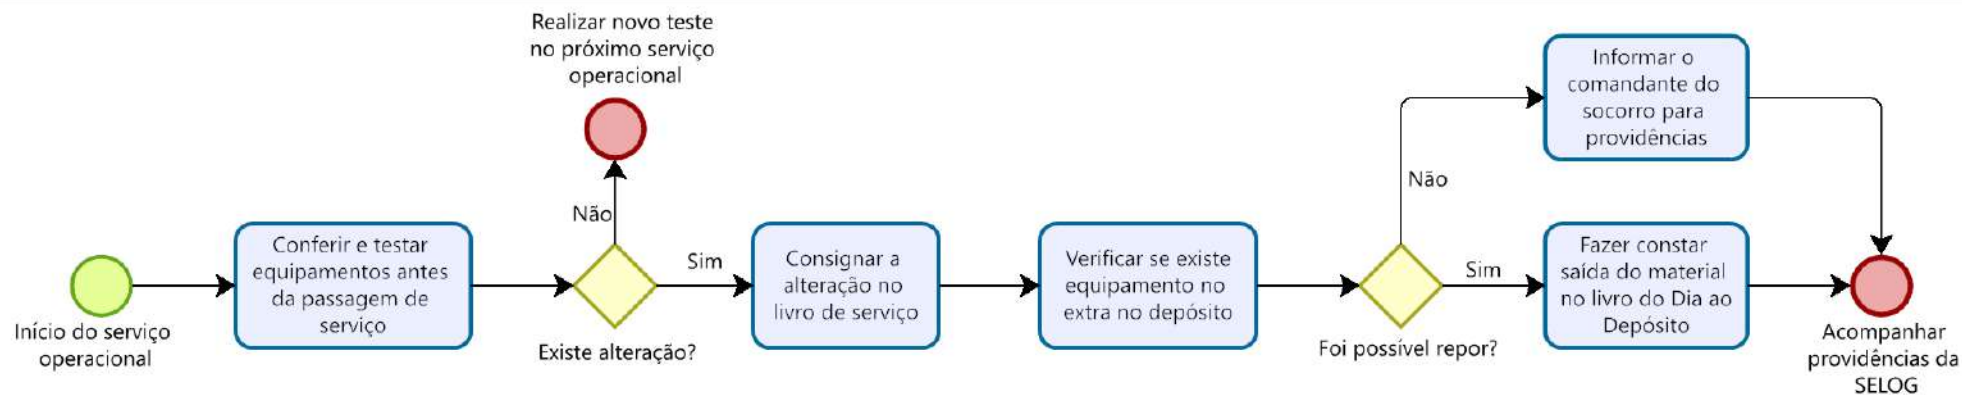 Realizar novo teste
no próximo serviço
operacional
Não
Início do serviço
operacional
Conferir e testar
equipamentos antes
da passagem de
serviço
Existe alteração?
Sim
Consignar a
alteração no
livro de serviço
Verificar se existe
equipamento no
extra no depósito
Foi possível repor?
Não
Informar o
comandante do
socorro para
providências
Sim
Fazer constar
saída do material
no livro do Dia ao
Depósito
Acompanhar
providências da
SELOG